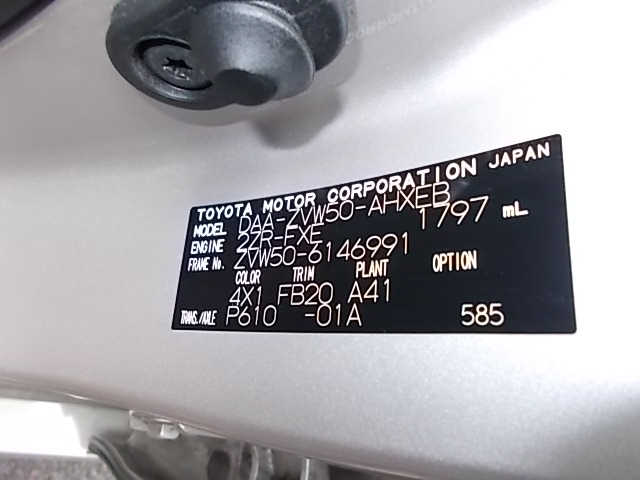 TOYOTA MOTOR CORPORATION JAPAN
MODEL DAA-ZVW50-AHXEB
ENGINE 2ZR-FXE 1797 mL
FRAME No. ZVW50-6146991
COLOR TRIM PLANT OPTION
4X1 FB20 A41
TRANS./AXLE P610 -01A 585